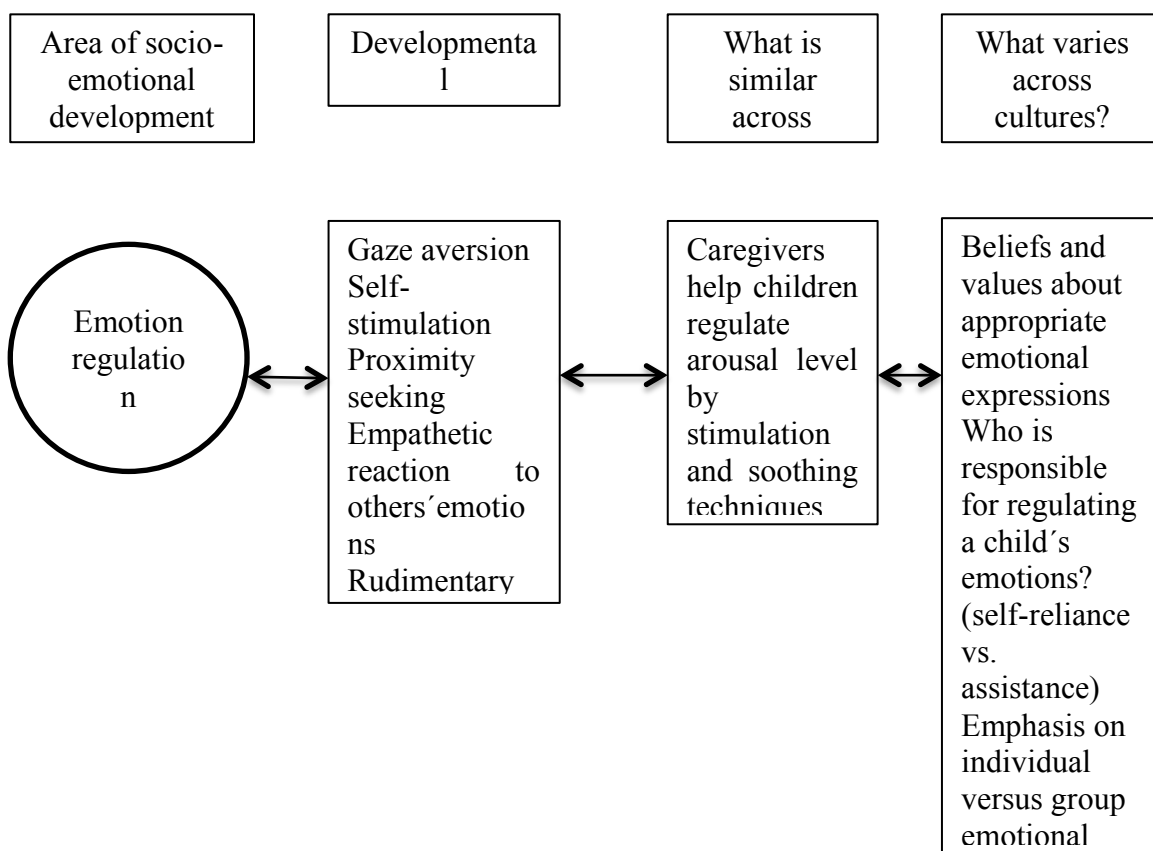 Area of socio-
emotional
development
Developmenta
l
What is
similar
across
What varies
across
cultures?
Emotion
regulatio
n
Gaze aversion
Self-
stimulation
Proximity
seeking
Empathetic
reaction to
others´emotio
ns
Rudimentary
Caregivers
help children
regulate
arousal level
by
stimulation
and soothing
techniques
Beliefs and
values about
appropriate
emotional
expressions
Who is
responsible
for regulating
a child´s
emotions?
(self-reliance
vs.
assistance)
Emphasis on
individual
versus group
emotional